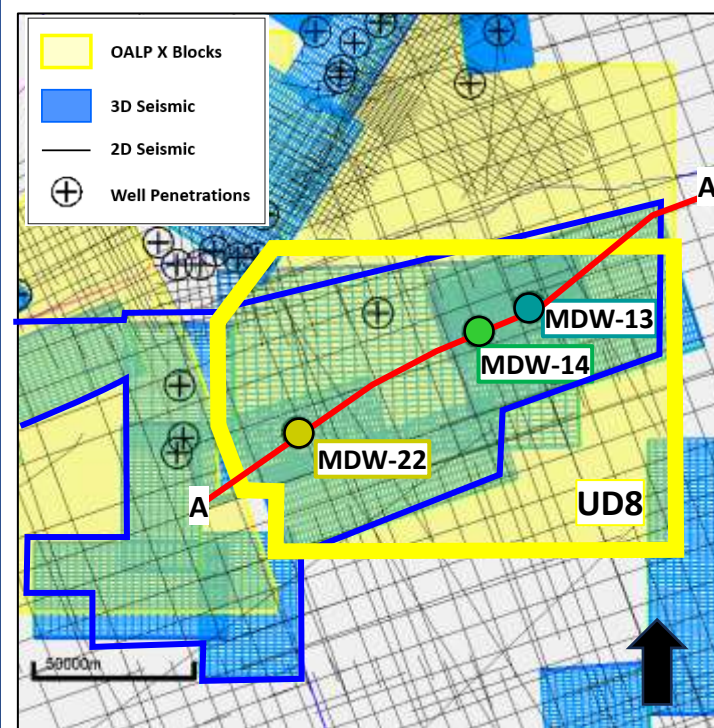 OALP X Blocks
3D Seismic
2D Seismic
Well Penetrations
A
MDW-13
MDW-14
MDW-22
A
UD8
50000m